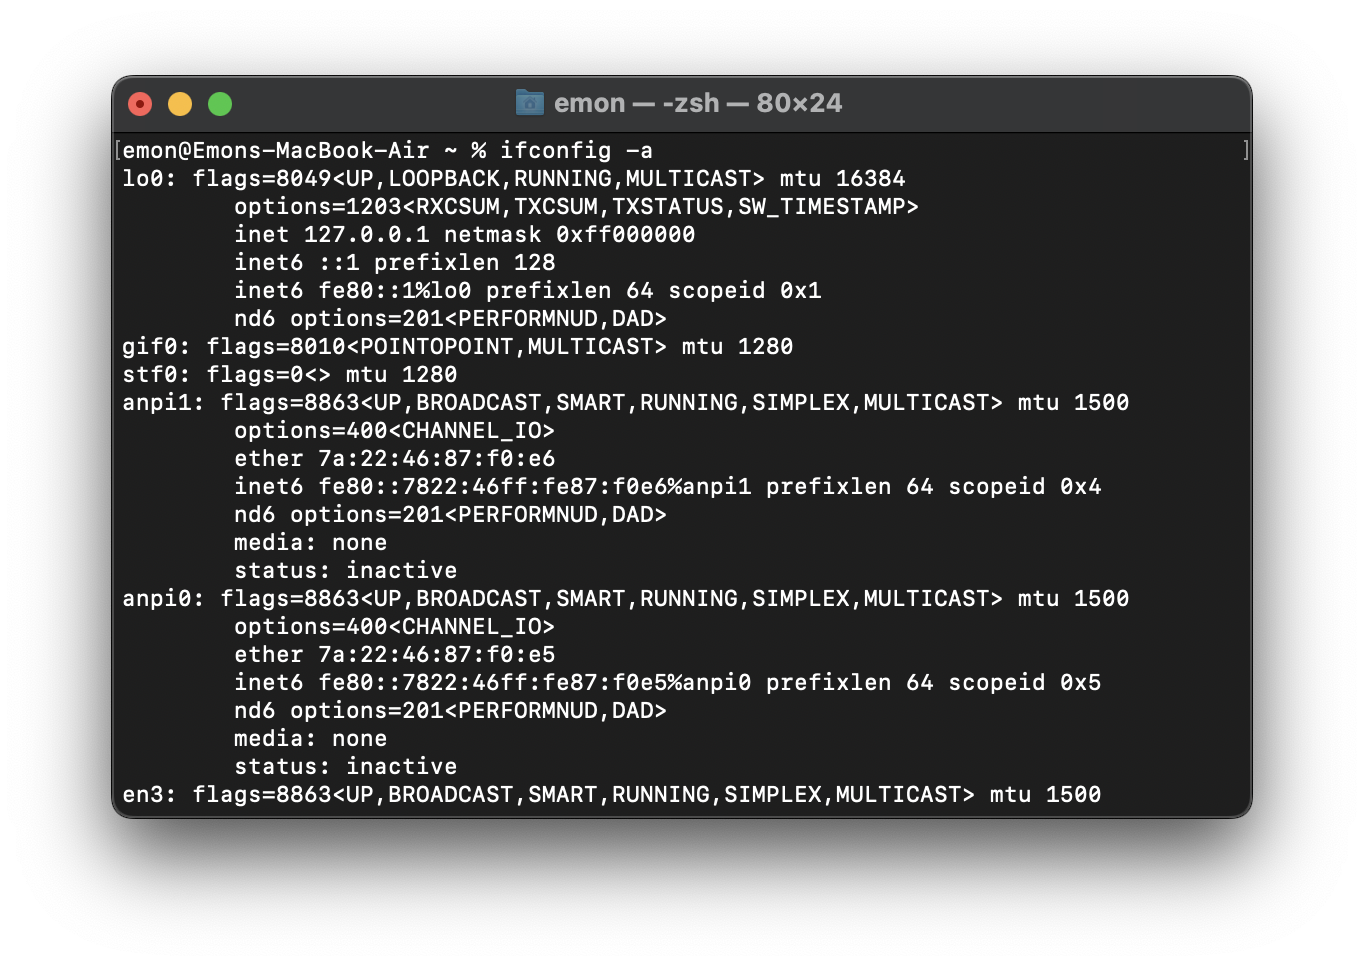 emon — -zsh — 80×24
[emon@Emons-MacBook-Air ~ % ifconfig -a ]
lo0: flags=8049<UP,LOOPBACK,RUNNING,MULTICAST> mtu 16384
options=1203<RXCSUM,TXCSUM,TXSTATUS,SW_TIMESTAMP>
inet 127.0.0.1 netmask 0xff000000
inet6 ::1 prefixlen 128
inet6 fe80::1%lo0 prefixlen 64 scopeid 0x1
nd6 options=201<PERFORMNUD,DAD>
gif0: flags=8010<POINTOPOINT,MULTICAST> mtu 1280
stf0: flags=0<> mtu 1280
anpi1: flags=8863<UP,BROADCAST,SMART,RUNNING,SIMPLEX,MULTICAST> mtu 1500
options=400<CHANNEL_IO>
ether 7a:22:46:87:f0:e6
inet6 fe80::7822:46ff:fe87:f0e6%anpi1 prefixlen 64 scopeid 0x4
nd6 options=201<PERFORMNUD,DAD>
media: none
status: inactive
anpi0: flags=8863<UP,BROADCAST,SMART,RUNNING,SIMPLEX,MULTICAST> mtu 1500
options=400<CHANNEL_IO>
ether 7a:22:46:87:f0:e5
inet6 fe80::7822:46ff:fe87:f0e5%anpi0 prefixlen 64 scopeid 0x5
nd6 options=201<PERFORMNUD,DAD>
media: none
status: inactive
en3: flags=8863<UP,BROADCAST,SMART,RUNNING,SIMPLEX,MULTICAST> mtu 1500